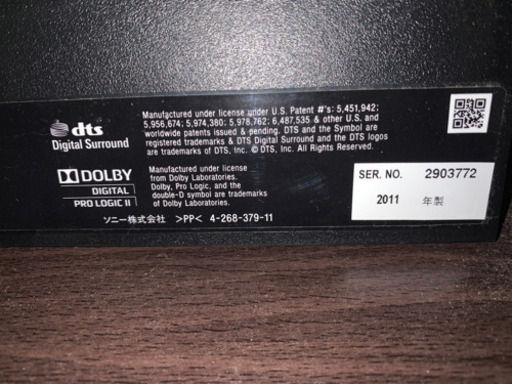 dts
Digital Surround
Manufactured under license under U.S. Patent #'s: 5,451,942;
5,956,674; 5,974,380; 5,978,762; 6,487,535 & other U.S. and
worldwide patents issued & pending. DTS and the Symbol are
registered trademarks & DTS Digital Surround and the DTS logos
are trademarks of DTS, Inc. © DTS, Inc. All Rights Reserved.
DOLBY
DIGITAL
PRO LOGIC II
Manufactured under license
from Dolby Laboratories.
Dolby, Pro Logic, and the
double-D symbol are trademarks
of Dolby Laboratories.
ソニー株式会社 >PP< 4-268-379-11
SER. NO. 2903772
2011 年製